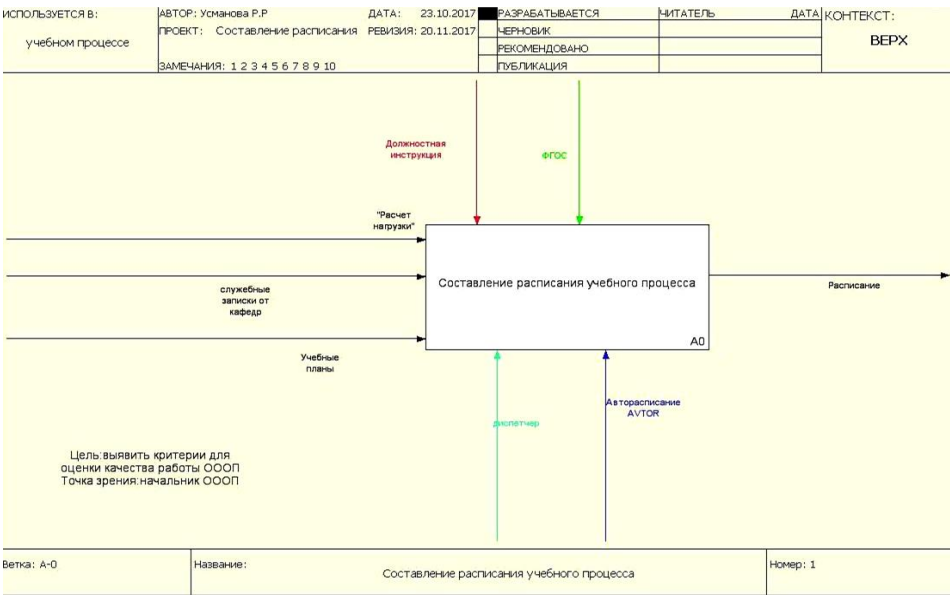 ИСПОЛЬЗУЕТСЯ В:
учебном процессе
АВТОР: Усманова Р.Р
ДАТА: 23.10.2017
ПРОЕКТ: Составление расписания
РЕВИЗИЯ: 20.11.2017
ЗАМЕЧАНИЯ: 1 2 3 4 5 6 7 8 9 10
РАЗРАБАТЫВАЕТСЯ
ЧЕРНОВИК
РЕКОМЕНДОВАНО
ПУБЛИКАЦИЯ
ЧИТАТЕЛЬ
ДАТА
КОНТЕКСТ:
ВЕРХ
Должностная
инструкция
ФГОС
"Расчет
нагрузки"
служебные
записки от
кафедр
Учебные
планы
Составление расписания учебного процесса
A0
Расписание
диспетчер
Авторасписание
AVTOR
Цель:выявить критерии для
оценки качества работы ОООП
Точка зрения:начальник ОООП
Ветка: A-0
Название:
Составление расписания учебного процесса
Номер: 1